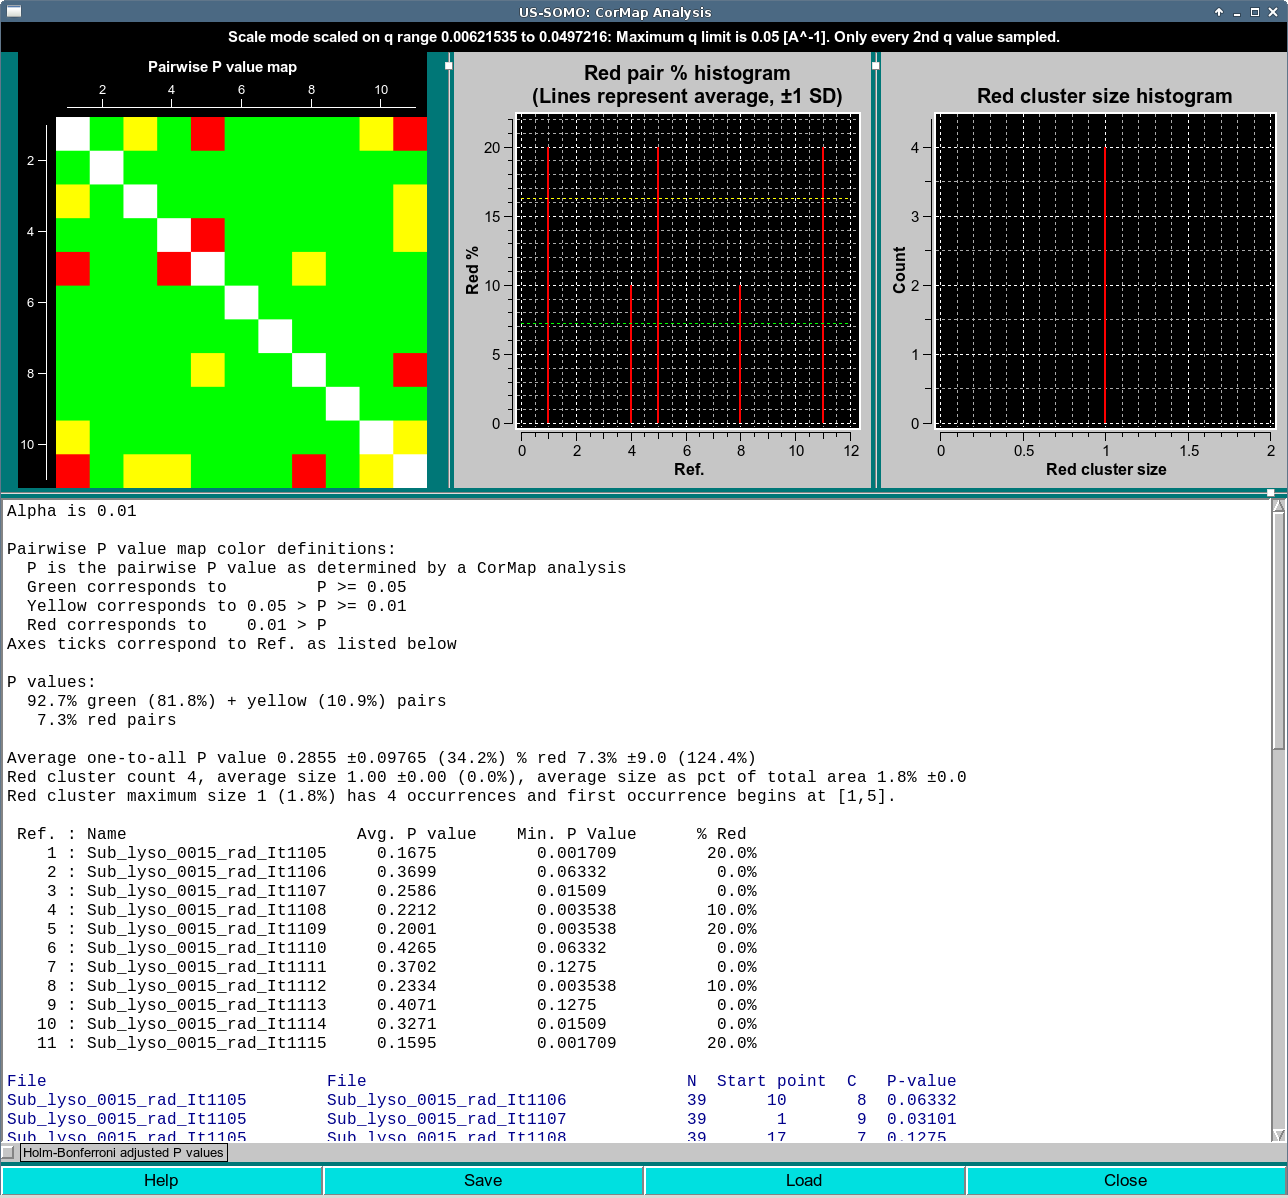 US-SOMO: CorMap Analysis
Scale mode scaled on q range 0.00621535 to 0.0497216: Maximum q limit is 0.05 [A^-1]. Only every 2nd q value sampled.
Pairwise P value map
2 4 6 8 10
2
4
6
8
10
Red pair % histogram
(Lines represent average, ±1 SD)
Red %
20
15
10
5
0
0 2 4 6 8 10 12
Ref.
Red cluster size histogram
Count
4
3
2
1
0
0 0.5 1 1.5 2
Red cluster size
Alpha is 0.01
Pairwise P value map color definitions:
P is the pairwise P value as determined by a CorMap analysis
Green corresponds to P >= 0.05
Yellow corresponds to 0.05 > P >= 0.01
Red corresponds to 0.01 > P
Axes ticks correspond to Ref. as listed below
P values:
92.7% green (81.8%) + yellow (10.9%) pairs
7.3% red pairs
Average one-to-all P value 0.2855 ±0.09765 (34.2%) % red 7.3% ±9.0 (124.4%)
Red cluster count 4, average size 1.00 ±0.00 (0.0%), average size as pct of total area 1.8% ±0.0
Red cluster maximum size 1 (1.8%) has 4 occurrences and first occurrence begins at [1,5].
Ref. : Name Avg. P value Min. P Value % Red
1 : Sub_lyso_0015_rad_It1105 0.1675 0.001709 20.0%
2 : Sub_lyso_0015_rad_It1106 0.3699 0.06332 0.0%
3 : Sub_lyso_0015_rad_It1107 0.2586 0.01509 0.0%
4 : Sub_lyso_0015_rad_It1108 0.2212 0.003538 10.0%
5 : Sub_lyso_0015_rad_It1109 0.2001 0.003538 20.0%
6 : Sub_lyso_0015_rad_It1110 0.4265 0.06332 0.0%
7 : Sub_lyso_0015_rad_It1111 0.3702 0.1275 0.0%
8 : Sub_lyso_0015_rad_It1112 0.2334 0.003538 10.0%
9 : Sub_lyso_0015_rad_It1113 0.4071 0.1275 0.0%
10 : Sub_lyso_0015_rad_It1114 0.3271 0.01509 0.0%
11 : Sub_lyso_0015_rad_It1115 0.1595 0.001709 20.0%
File File N Start point C P-value
Sub_lyso_0015_rad_It1105 Sub_lyso_0015_rad_It1106 39 10 8 0.06332
Sub_lyso_0015_rad_It1105 Sub_lyso_0015_rad_It1107 39 1 9 0.03101
Sub_lyso_0015_rad_It1105 Sub_lyso_0015_rad_It1108 39 17 7 0.1275
Holm-Bonferroni adjusted P values
Help Save Load Close